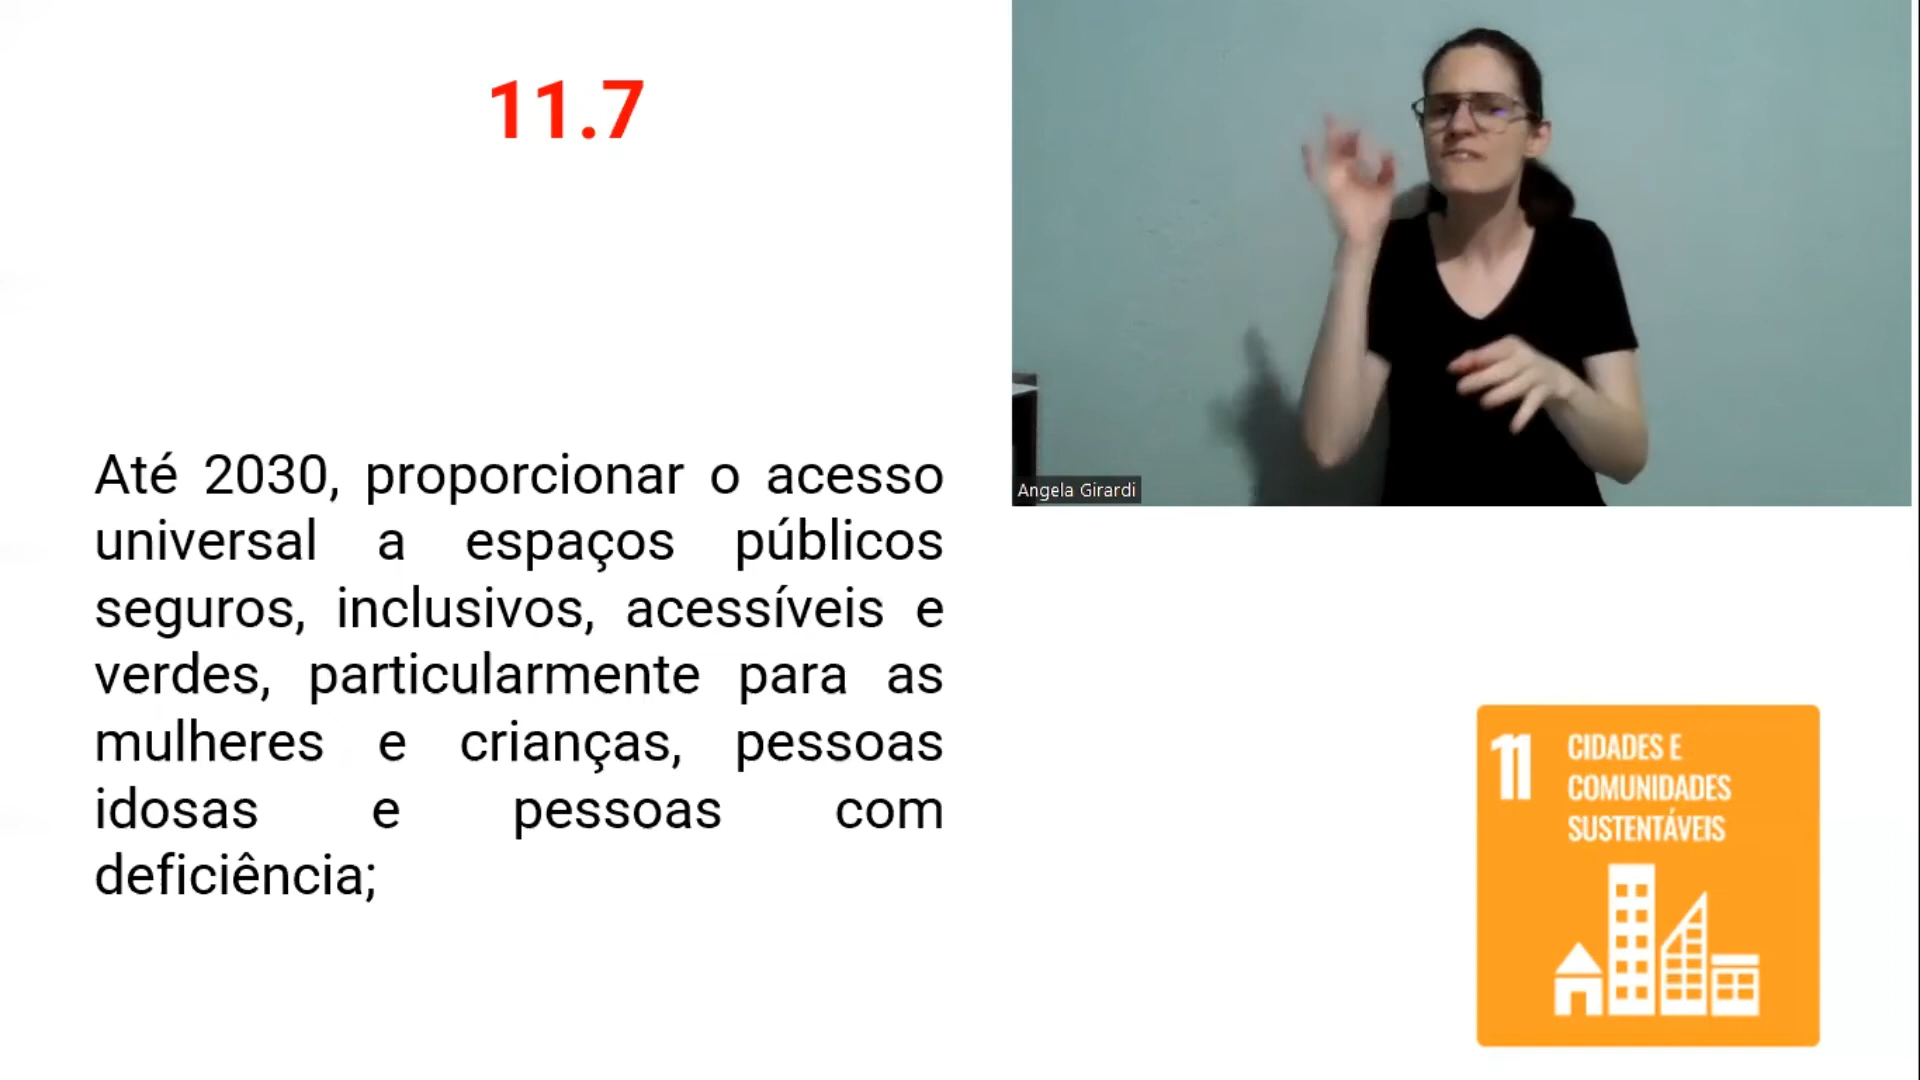 11.7
Até 2030, proporcionar o acesso
universal a espaços públicos
seguros, inclusivos, acessíveis e
verdes, particularmente para as
mulheres e crianças, pessoas
idosas e pessoas com
deficiência;
Angela Girardi
11
CIDADES E
COMUNIDADES
SUSTENTÁVEIS